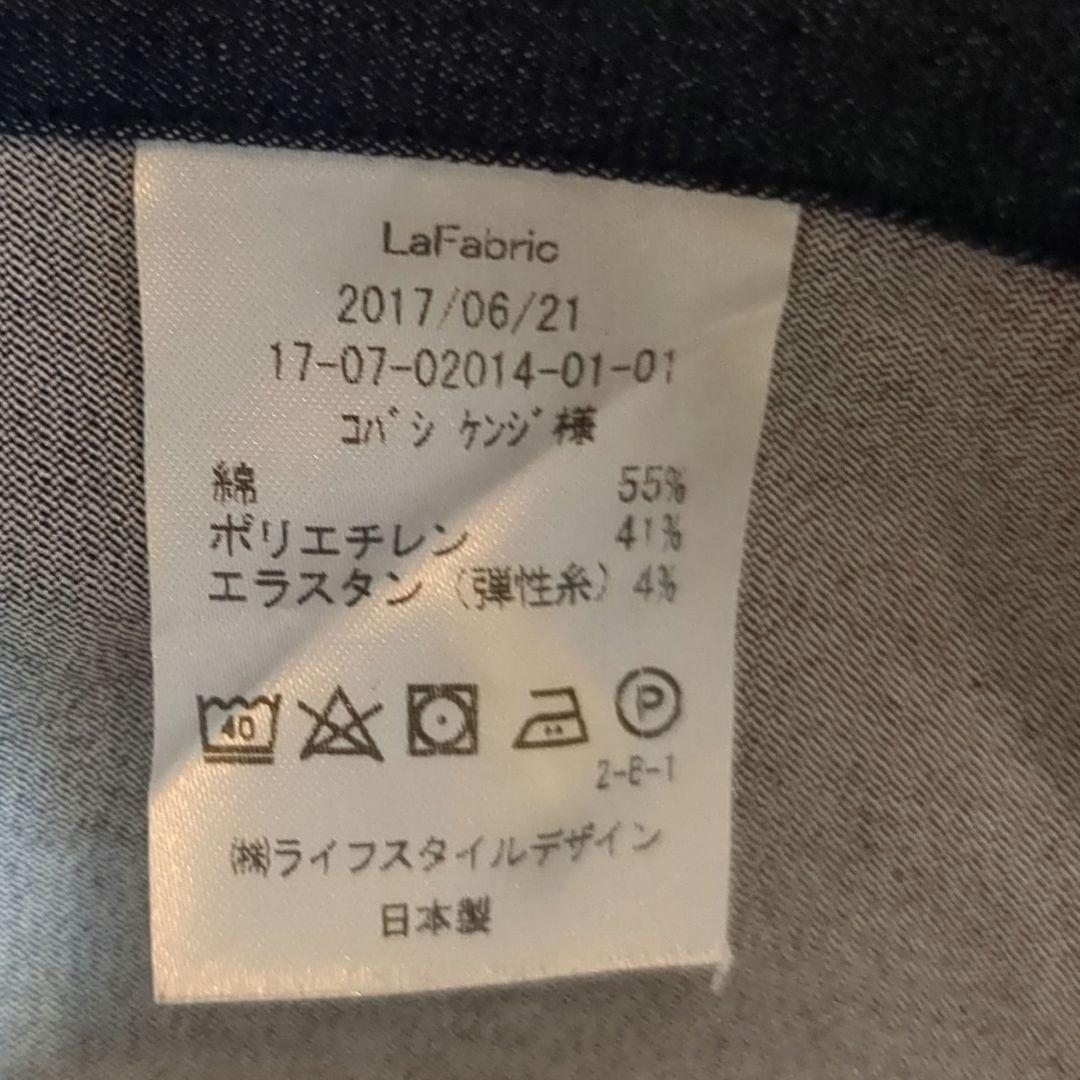 LaFabric
2017/06/21
17-07-02014-01-01
コバシ ケンジ様
綿 55%
ポリエチレン 41%
エラスタン（弾性糸）4%
40
P
2-B-1
㈱ライフスタイルデザイン
日本製